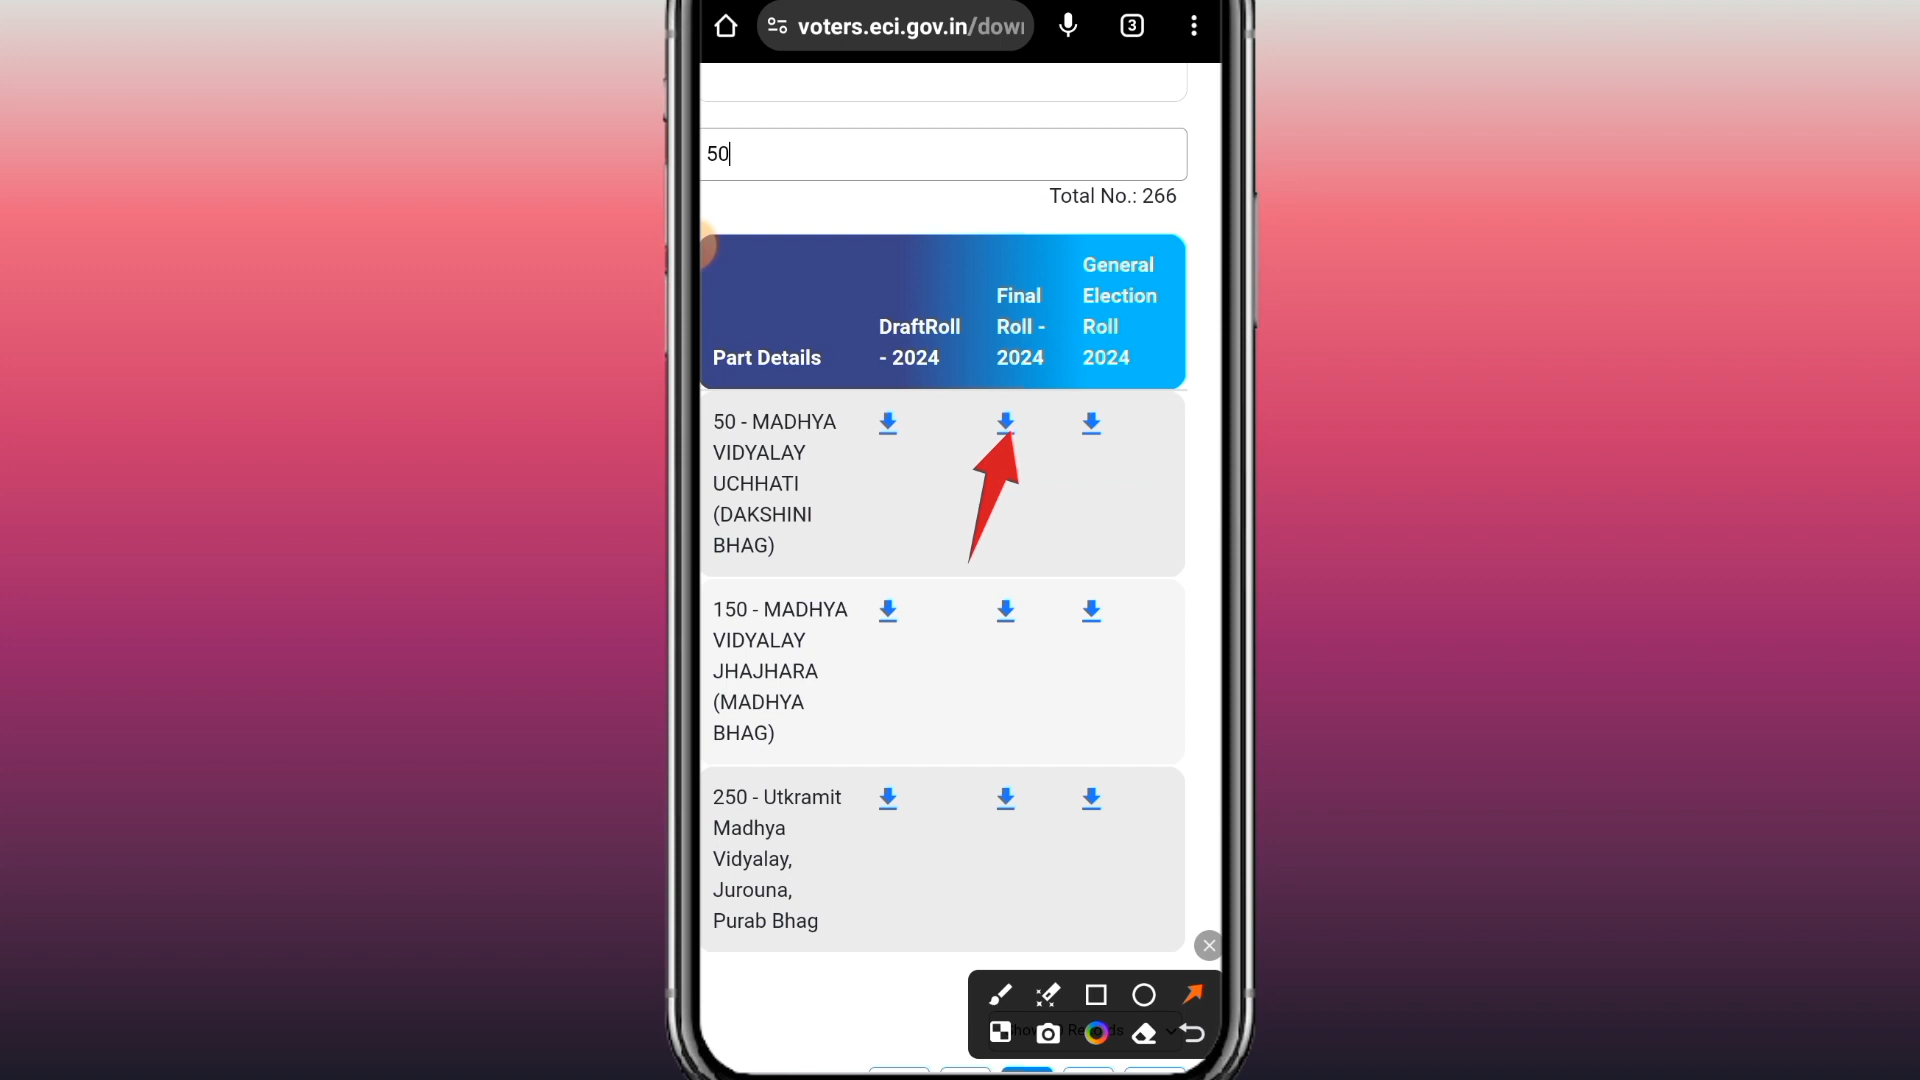 voters.eci.gov.in/dow
3
50
Total No.: 266
Part Details
DraftRoll
- 2024
Final
Roll -
2024
General
Election
Roll
2024
50 - MADHYA
VIDYALAY
UCHHATI
(DAKSHINI
BHAG)
150 - MADHYA
VIDYALAY
JHAJHARA
(MADHYA
BHAG)
250 - Utkramit
Madhya
Vidyalay,
Jurouna,
Purab Bhag